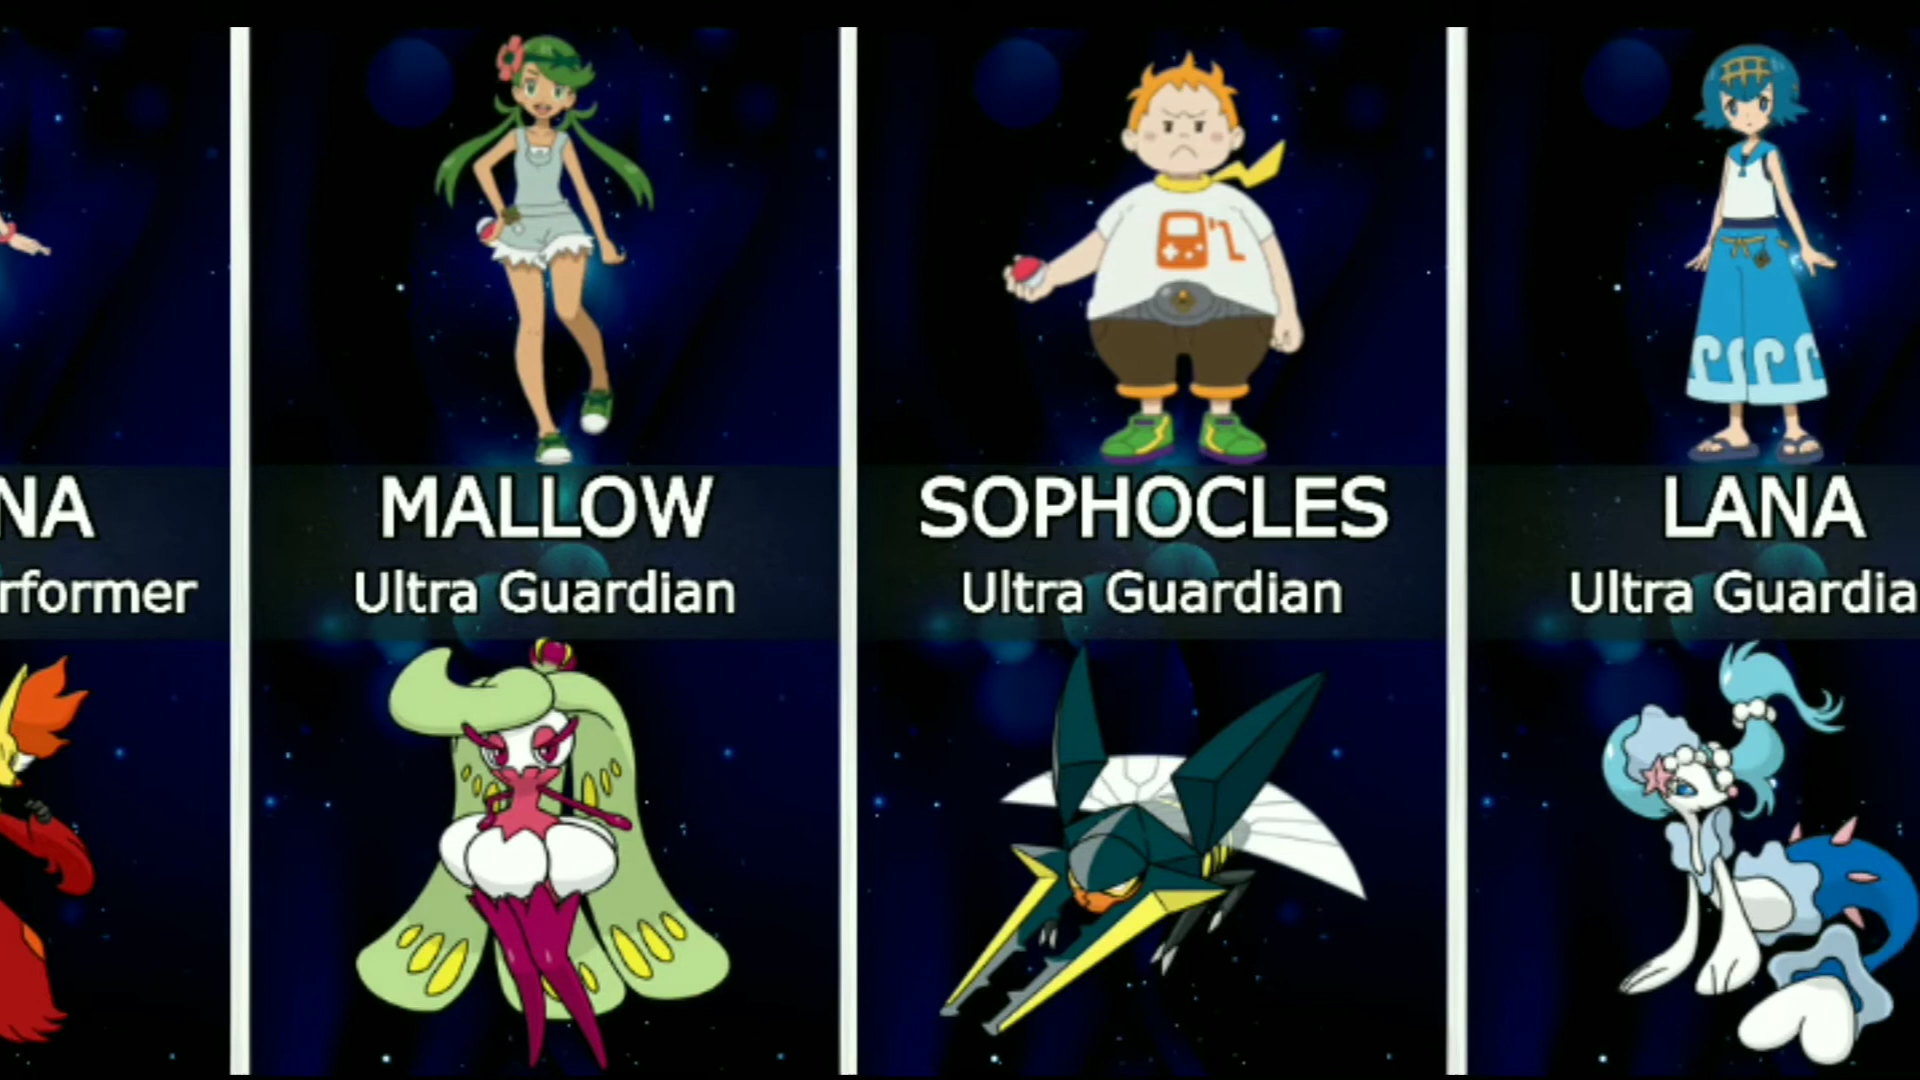 NA
rformer
MALLOW
Ultra Guardian
SOPHOCLES
Ultra Guardian
LANA
Ultra Guardia